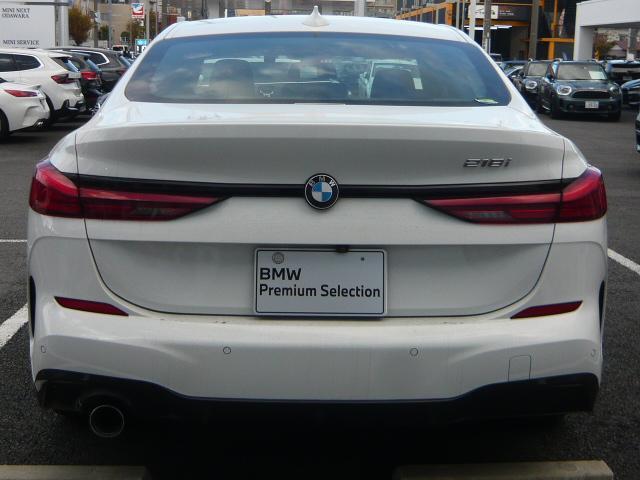 MINI NEXT
ODAWARA
MINI SERVICE
BMW
218i
BMW
Premium Selection